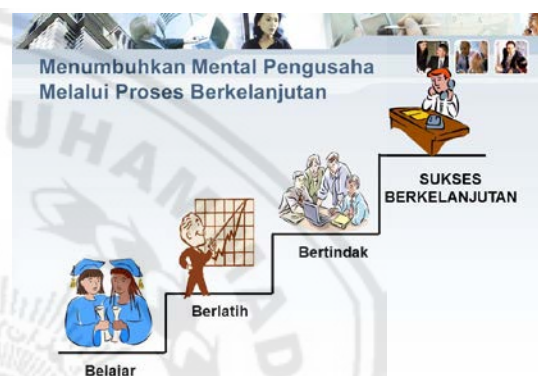 Menumbuhkan Mental Pengusaha
Melalui Proses Berkelanjutan
SUKSES
BERKELANJUTAN
Bertindak
Berlatih
Belajar